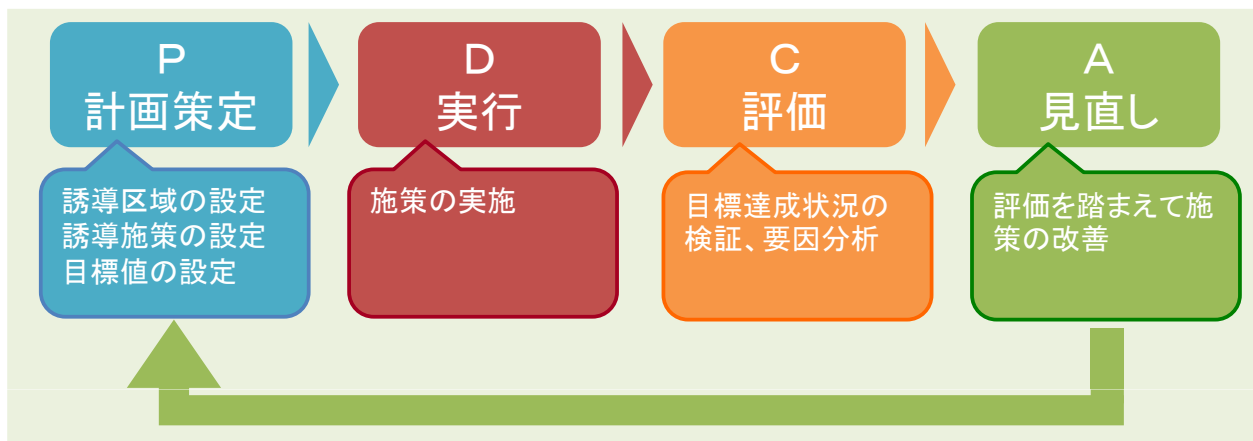 P
計画策定
D
実行
C
評価
A
見直し
誘導区域の設定
誘導施策の設定
目標値の設定
施策の実施
目標達成状況の
検証、要因分析
評価を踏まえて施
策の改善